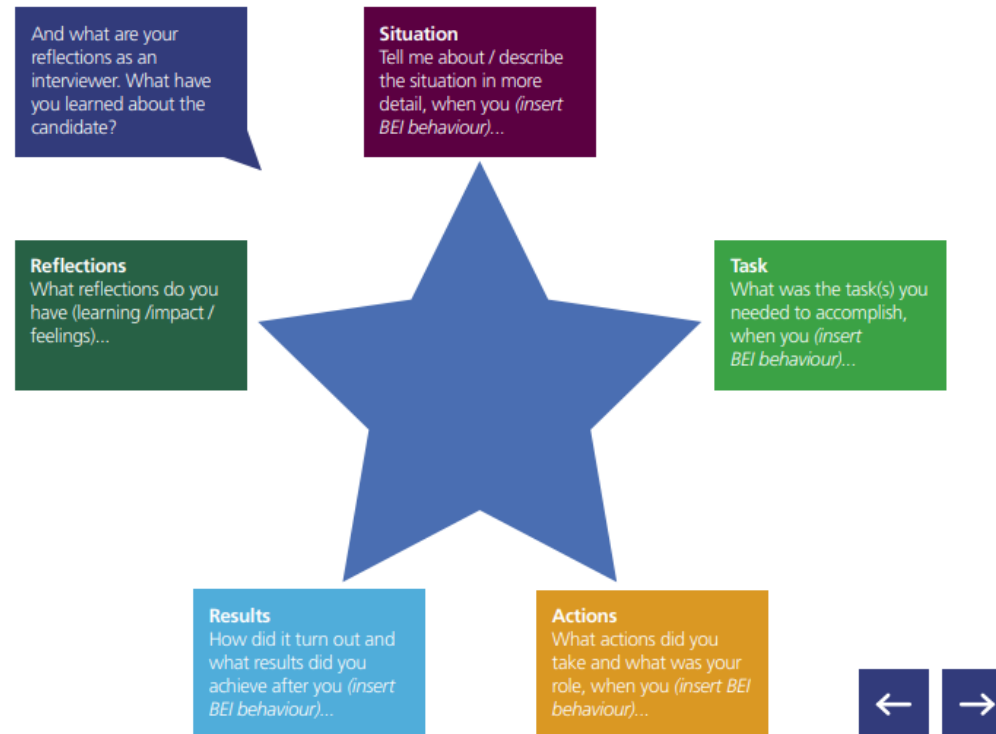 And what are your
reflections as an
interviewer. What have
you learned about the
candidate?
Situation
Tell me about / describe
the situation in more
detail, when you (insert
BEI behaviour)...
Reflections
What reflections do you
have (learning /impact /
feelings)...
Task
What was the task(s) you
needed to accomplish,
when you (insert
BEI behaviour)...
Results
How did it turn out and
what results did you
achieve after you (insert
BEI behaviour)...
Actions
What actions did you
take and what was your
role, when you (insert BEI
behaviour)...